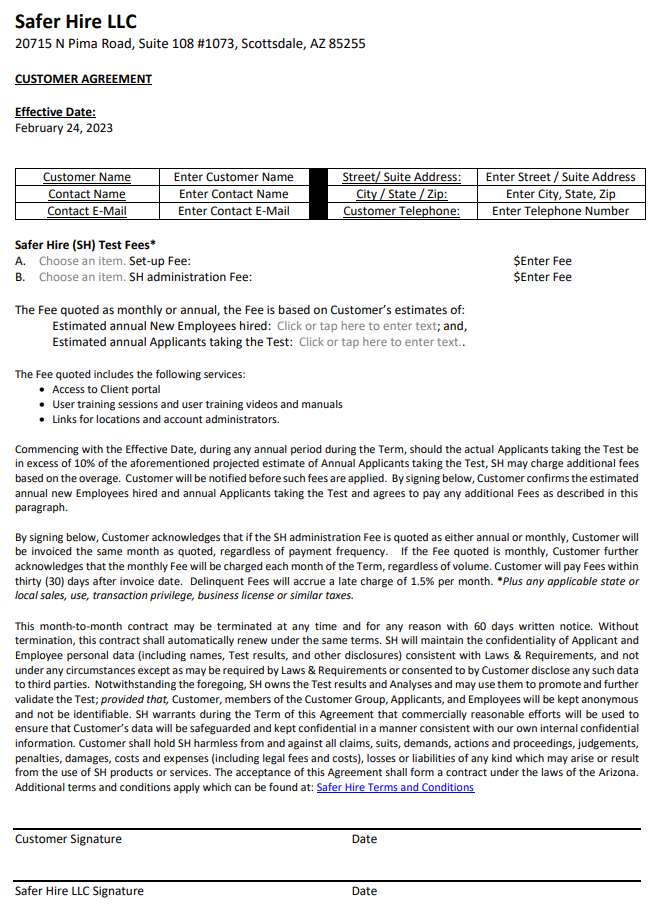 Safer Hire LLC
20715 N Pima Road, Suite 108 #1073, Scottsdale, AZ 85255
CUSTOMER AGREEMENT
Effective Date:
February 24, 2023
Customer Name Enter Customer Name Street/ Suite Address: Enter Street / Suite Address
Contact Name Enter Contact Name City / State / Zip: Enter City, State, Zip
Contact E-Mail Enter Contact E-Mail Customer Telephone: Enter Telephone Number
Safer Hire (SH) Test Fees*
A. Choose an item. Set-up Fee: $Enter Fee
B. Choose an item. SH administration Fee: $Enter Fee
The Fee quoted as monthly or annual, the Fee is based on Customer's estimates of:
Estimated annual New Employees hired: Click or tap here to enter text; and,
Estimated annual Applicants taking the Test: Click or tap here to enter text..
The Fee quoted includes the following services:
• Access to Client portal
• User training sessions and user training videos and manuals
• Links for locations and account administrators.
Commencing with the Effective Date, during any annual period during the Term, should the actual Applicants taking the Test be
in excess of 10% of the aforementioned projected estimate of Annual Applicants taking the Test, SH may charge additional fees
based on the overage. Customer will be notified before such fees are applied. By signing below, Customer confirms the estimated
annual new Employees hired and annual Applicants taking the Test and agrees to pay any additional Fees as described in this
paragraph.
By signing below, Customer acknowledges that if the SH administration Fee is quoted as either annual or monthly, Customer will
be invoiced the same month as quoted, regardless of payment frequency. If the Fee quoted is monthly, Customer further
acknowledges that the monthly Fee will be charged each month of the Term, regardless of volume. Customer will pay Fees within
thirty (30) days after invoice date. Delinquent Fees will accrue a late charge of 1.5% per month. *Plus any applicable state or
local sales, use, transaction privilege, business license or similar taxes.
This month-to-month contract may be terminated at any time and for any reason with 60 days written notice. Without
termination, this contract shall automatically renew under the same terms. SH will maintain the confidentiality of Applicant and
Employee personal data (including names, Test results, and other disclosures) consistent with Laws & Requirements, and not
under any circumstances except as may be required by Laws & Requirements or consented to by Customer disclose any such data
to third parties. Notwithstanding the foregoing, SH owns the Test results and Analyses and may use them to promote and further
validate the Test; provided that, Customer, members of the Customer Group, Applicants, and Employees will be kept anonymous
and not be identifiable. SH warrants during the Term of this Agreement that commercially reasonable efforts will be used to
ensure that Customer's data will be safeguarded and kept confidential in a manner consistent with our own internal confidential
information. Customer shall hold SH harmless from and against all claims, suits, demands, actions and proceedings, judgements,
penalties, damages, costs and expenses (including legal fees and costs), losses or liabilities of any kind which may arise or result
from the use of SH products or services. The acceptance of this Agreement shall form a contract under the laws of the Arizona.
Additional terms and conditions apply which can be found at: Safer Hire Terms and Conditions
Customer Signature Date
Safer Hire LLC Signature Date